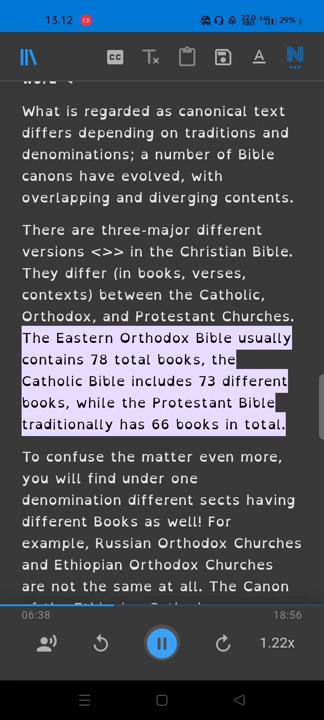 13.12 22.0 KB/S 29%
CC A N
word <
What is regarded as canonical text
differs depending on traditions and
denominations; a number of Bible
canons have evolved, with
overlapping and diverging contents.
There are three-major different
versions <>> in the Christian Bible.
They differ (in books, verses,
contexts) between the Catholic,
Orthodox, and Protestant Churches.
The Eastern Orthodox Bible usually
contains 78 total books, the
Catholic Bible includes 73 different
books, while the Protestant Bible
traditionally has 66 books in total.
To confuse the matter even more,
you will find under one
denomination different sects having
different Books as well! For
example, Russian Orthodox Churches
and Ethiopian Orthodox Churches
are not the same at all. The Canon
06:38 18:56
1.22x